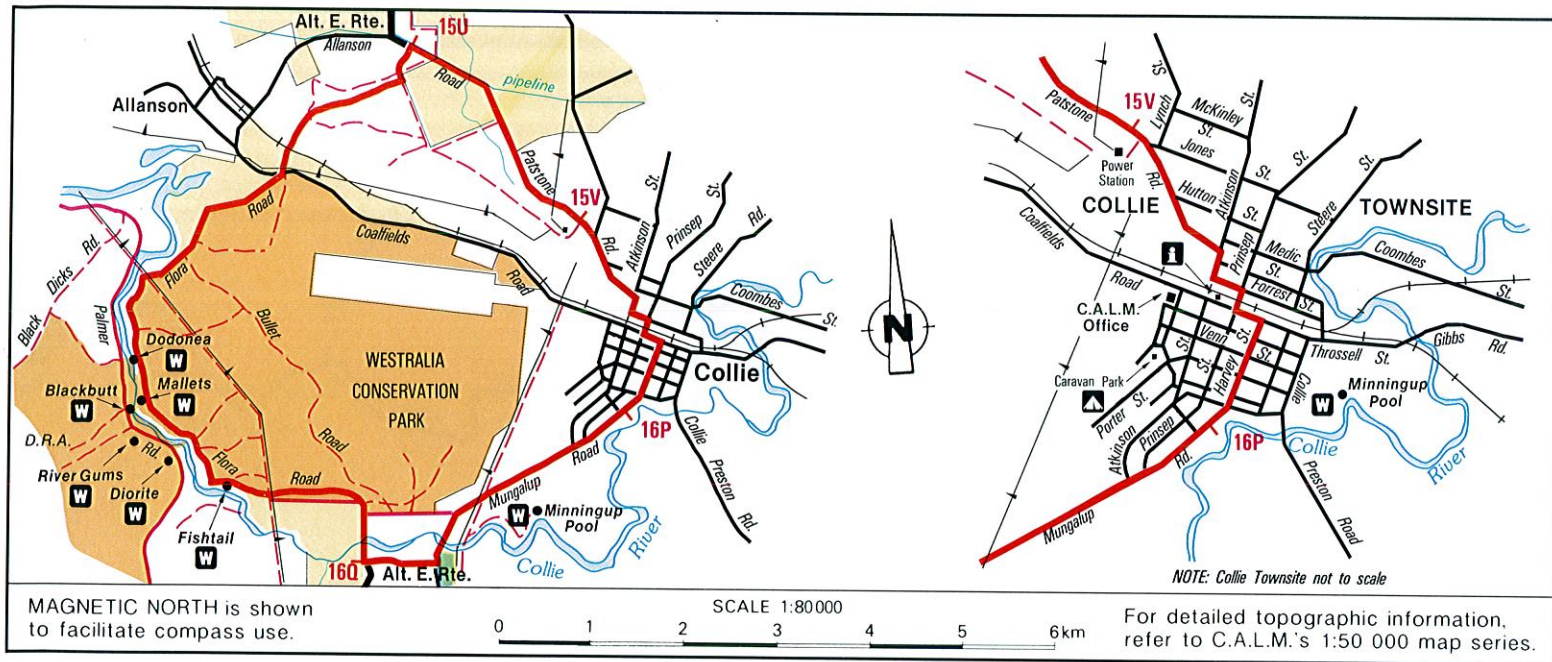 Alt. E. Rte.
15U
Allanson
Road
pipeline
Allanson
Patstone
15V
Rd.
Atkinson
St.
Prinsep
St.
Steere
Rd.
Coombes
St.
Road
Coalfields
Road
Flora
Bullet
Road
Black
Dicks
Rd.
Palmer
Dodonea
W
Mallets
W
Blackbutt
W
D.R.A.
River Gums
W
Rd.
Diorite
W
Flora
Road
Fishtail
W
WESTRALIA
CONSERVATION
PARK
Collie
16P
Collie
Preston
Rd.
Road
Mungalup
W
Minningup
Pool
River
Collie
16Q
Alt. E. Rte.
N
Patstone
15V
Rd.
Lynch
St.
McKinley
St.
St.
Jones
St.
Power
Station
Hutton
St.
Atkinson
COLLIE
TOWNSITE
Steere
St.
Prinsep
Medic
St.
Forrest
St.
Coombes
St.
Coalfields
Road
i
C.A.L.M.
Office
Venn
St.
St.
St.
Harvey
St.
St.
Throssell
St.
Gibbs
Rd.
Collie
Caravan Park
Porter
St.
Atkinson
Prinsep
Rd.
16P
W
Minningup
Pool
Collie
River
Preston
Road
Mungalup
NOTE: Collie Townsite not to scale
MAGNETIC NORTH is shown
to facilitate compass use.
SCALE 1:80000
0 1 2 3 4 5 6 km
For detailed topographic information,
refer to C.A.L.M.'s 1:50 000 map series.